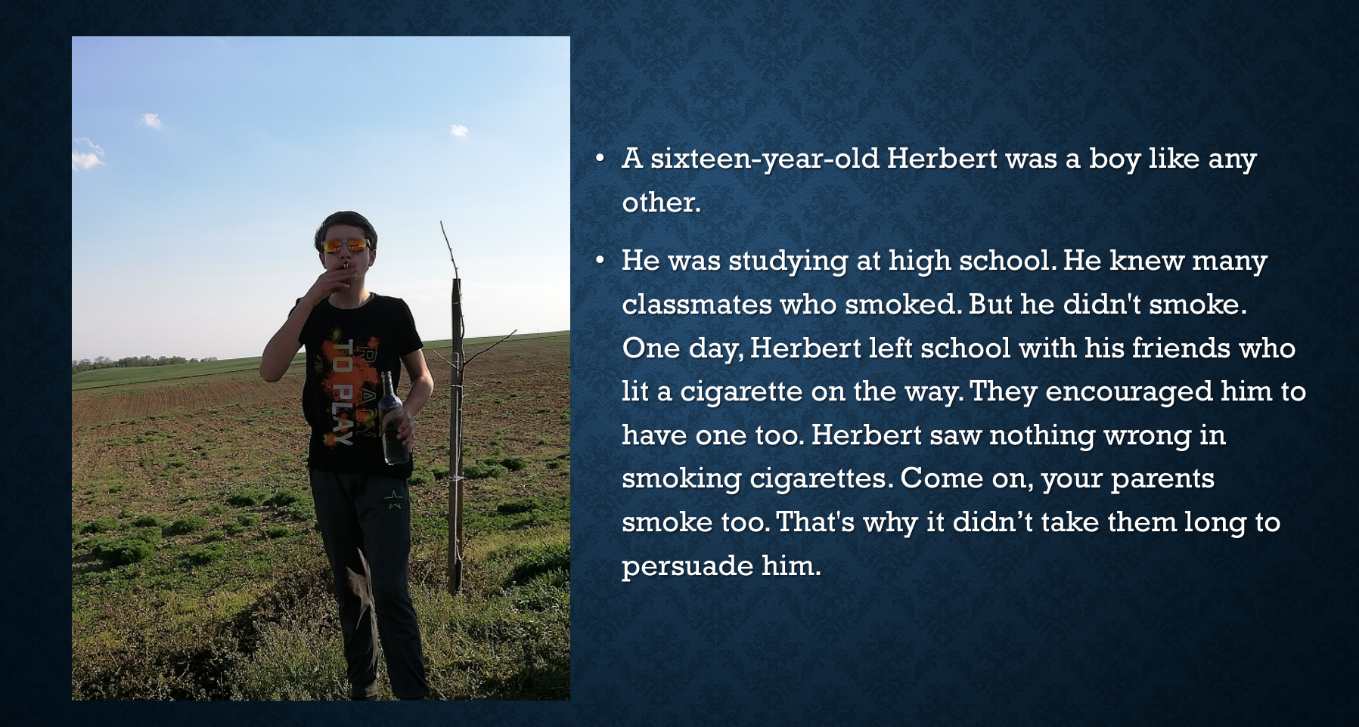 • A sixteen-year-old Herbert was a boy like any
other.
• He was studying at high school. He knew many
classmates who smoked. But he didn't smoke.
One day, Herbert left school with his friends who
lit a cigarette on the way. They encouraged him to
have one too. Herbert saw nothing wrong in
smoking cigarettes. Come on, your parents
smoke too. That's why it didn’t take them long to
persuade him.
TO PLAY